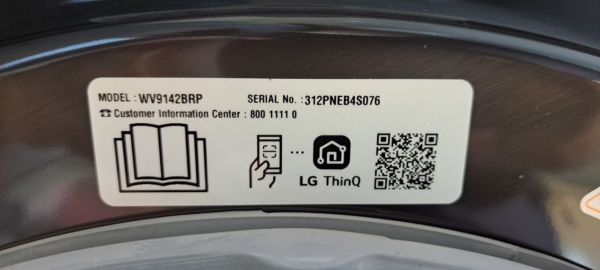 MODEL : WV9142BRP SERIAL No. : 312PNEB4S076
☎ Customer Information Center : 800 1111 0
LG ThinQ